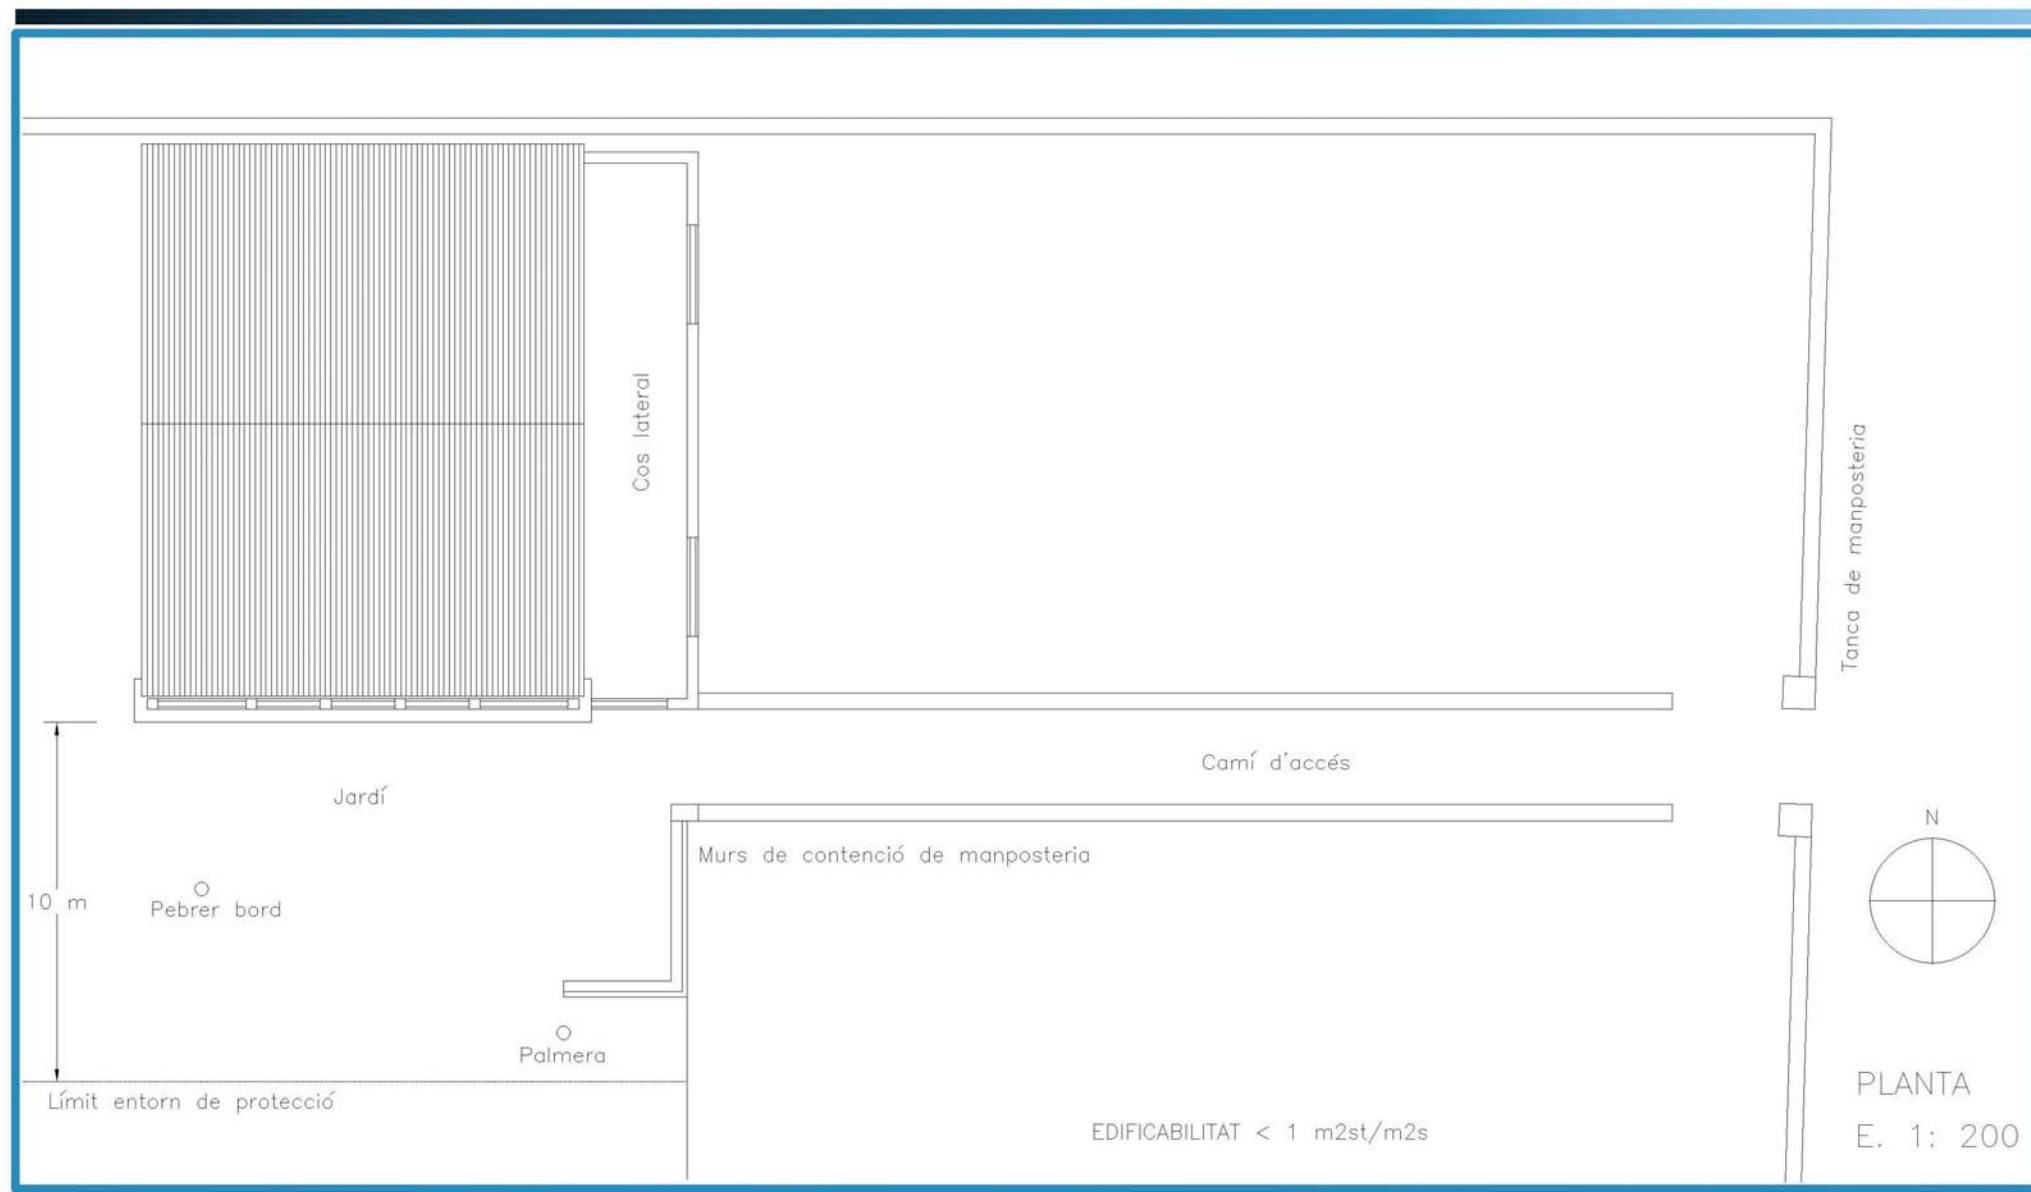 Cos lateral
Tanca de manposteria
Camí d'accés
Jardí
N
Murs de contenció de manposteria
10 m
Pebrer bord
Palmera
PLANTA
Límit entorn de protecció
EDIFICABILITAT < 1 m2st/m2s
E. 1: 200